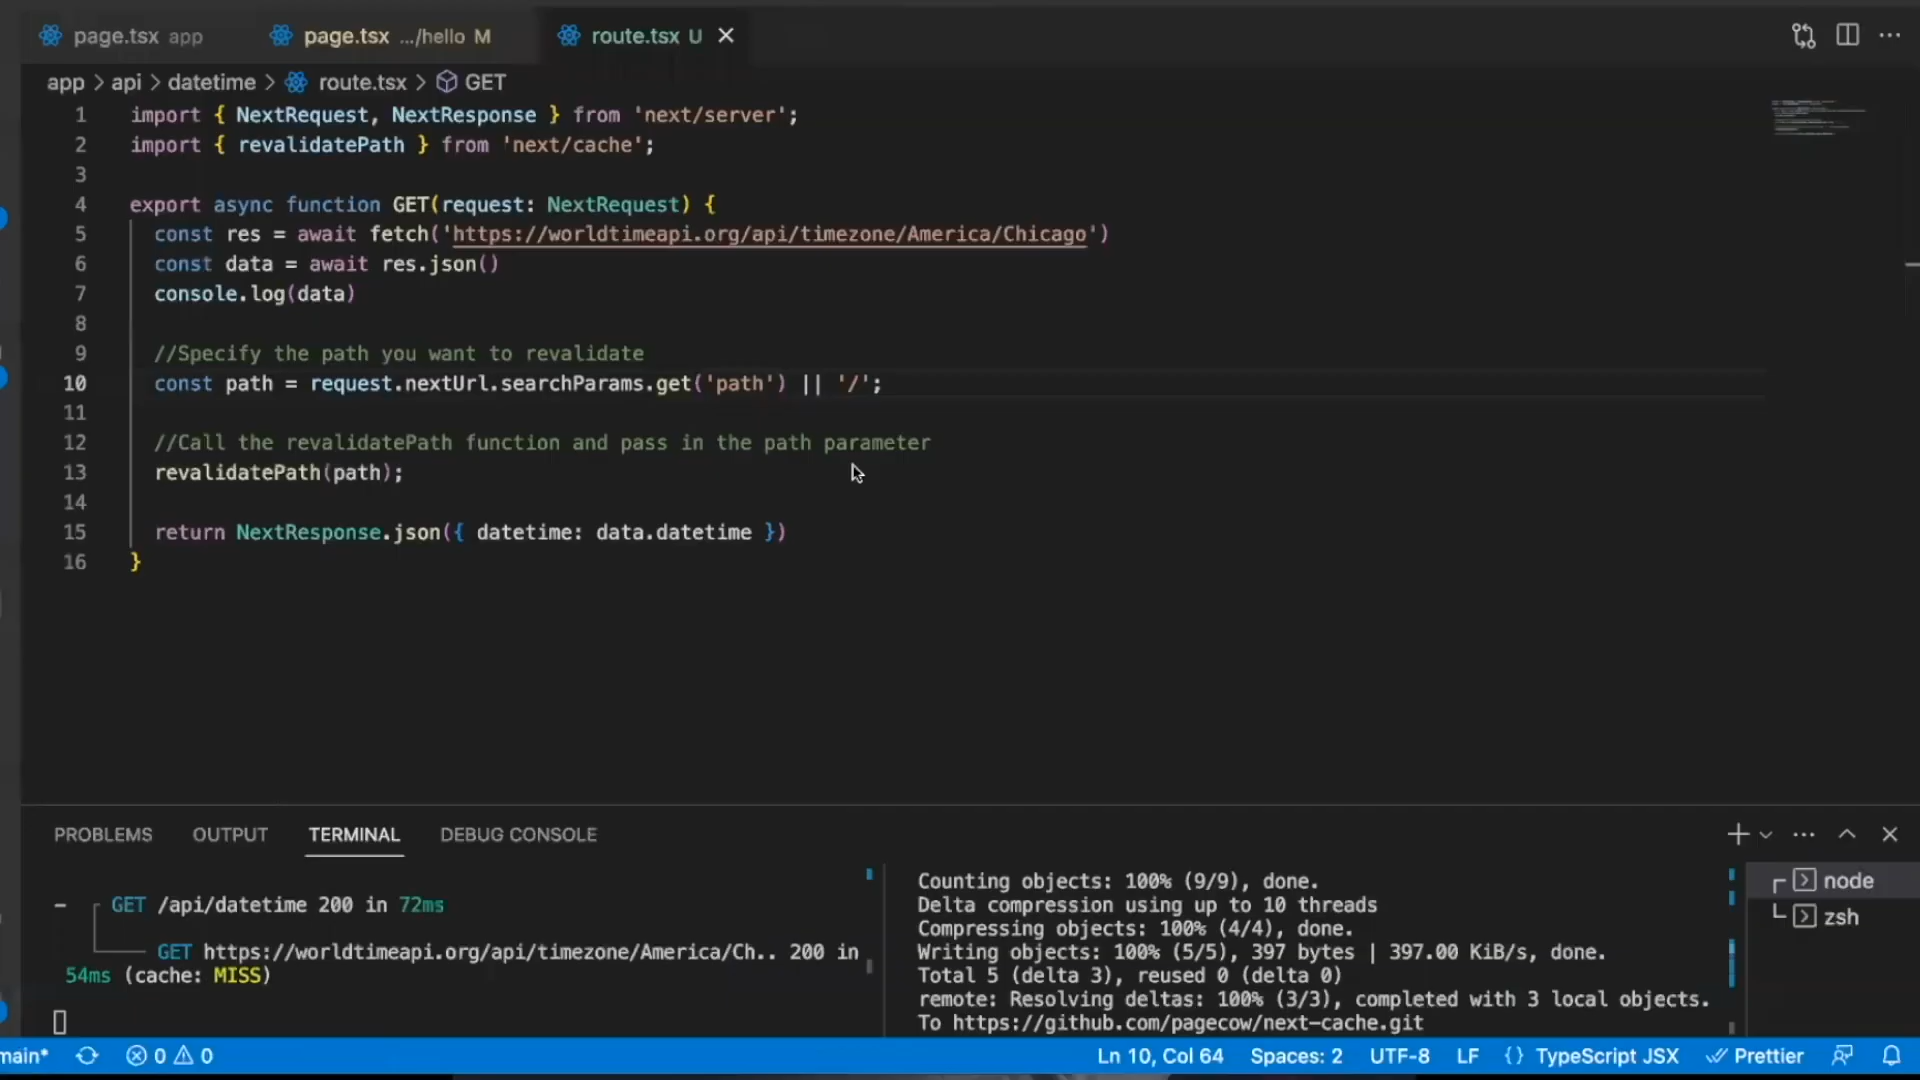 page.tsx app
page.tsx .../hello M
route.tsx U
app > api > datetime > route.tsx > GET
1 import { NextRequest, NextResponse } from 'next/server';
2 import { revalidatePath } from 'next/cache';
3
4 export async function GET(request: NextRequest) {
5 const res = await fetch('https://worldtimeapi.org/api/timezone/America/Chicago')
6 const data = await res.json()
7 console.log(data)
8
9 //Specify the path you want to revalidate
10 const path = request.nextUrl.searchParams.get('path') || '/';
11
12 //Call the revalidatePath function and pass in the path parameter
13 revalidatePath(path);
14
15 return NextResponse.json({ datetime: data.datetime })
16 }
PROBLEMS OUTPUT TERMINAL DEBUG CONSOLE
- GET /api/datetime 200 in 72ms
GET https://worldtimeapi.org/api/timezone/America/Ch.. 200 in
54ms (cache: MISS)
Counting objects: 100% (9/9), done.
Delta compression using up to 10 threads
Compressing objects: 100% (4/4), done.
Writing objects: 100% (5/5), 397 bytes | 397.00 KiB/s, done.
Total 5 (delta 3), reused 0 (delta 0)
remote: Resolving deltas: 100% (3/3), completed with 3 local objects.
To https://github.com/pagecow/next-cache.git
node
zsh
main* 0 0 Ln 10, Col 64 Spaces: 2 UTF-8 LF {} TypeScript JSX Prettier